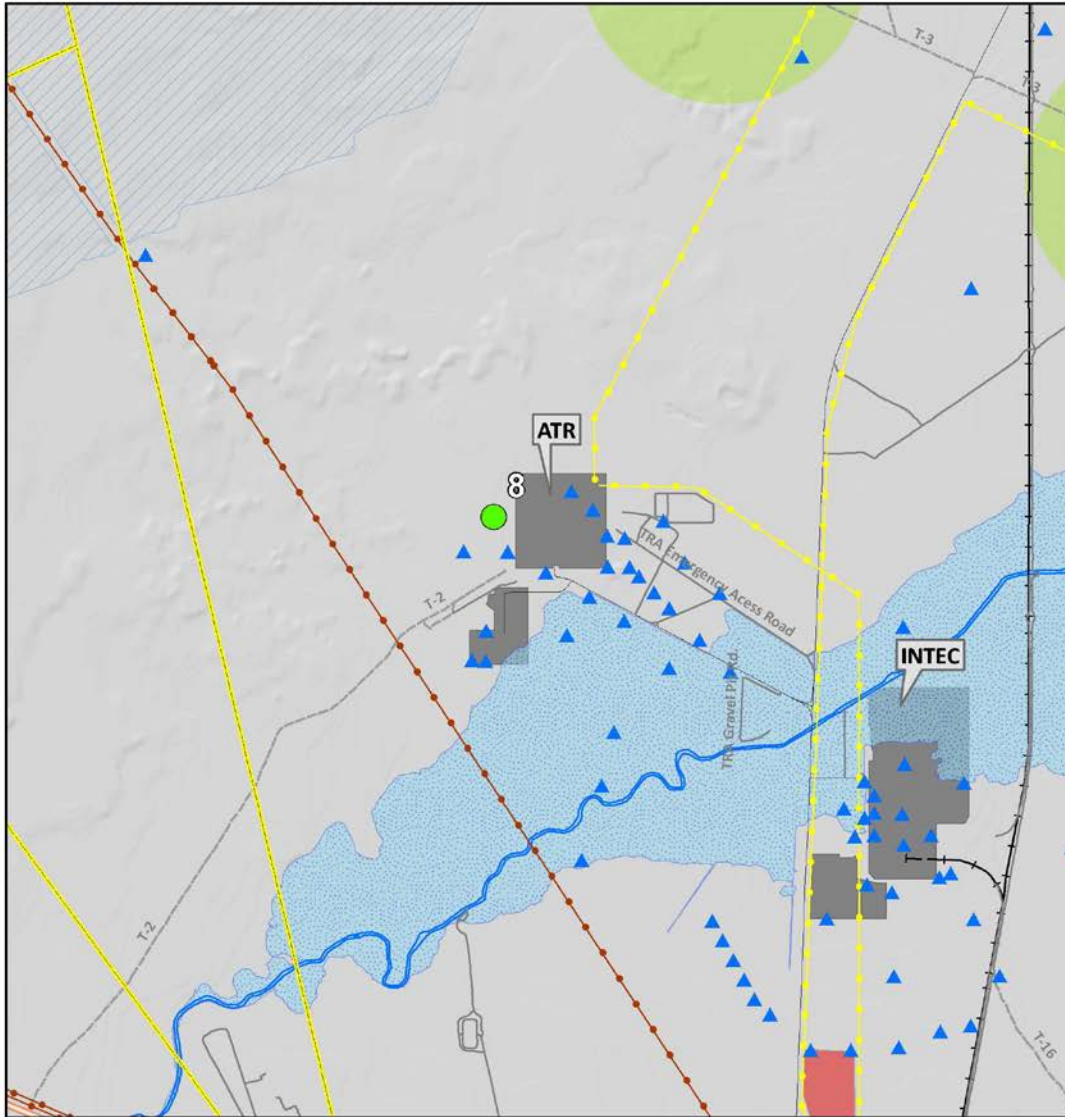 T-3
T-3
ATR
8
TRA Emergency Acess Road
T-2
INTEC
TRA Gravel Pit Rd.
T-2
T-16